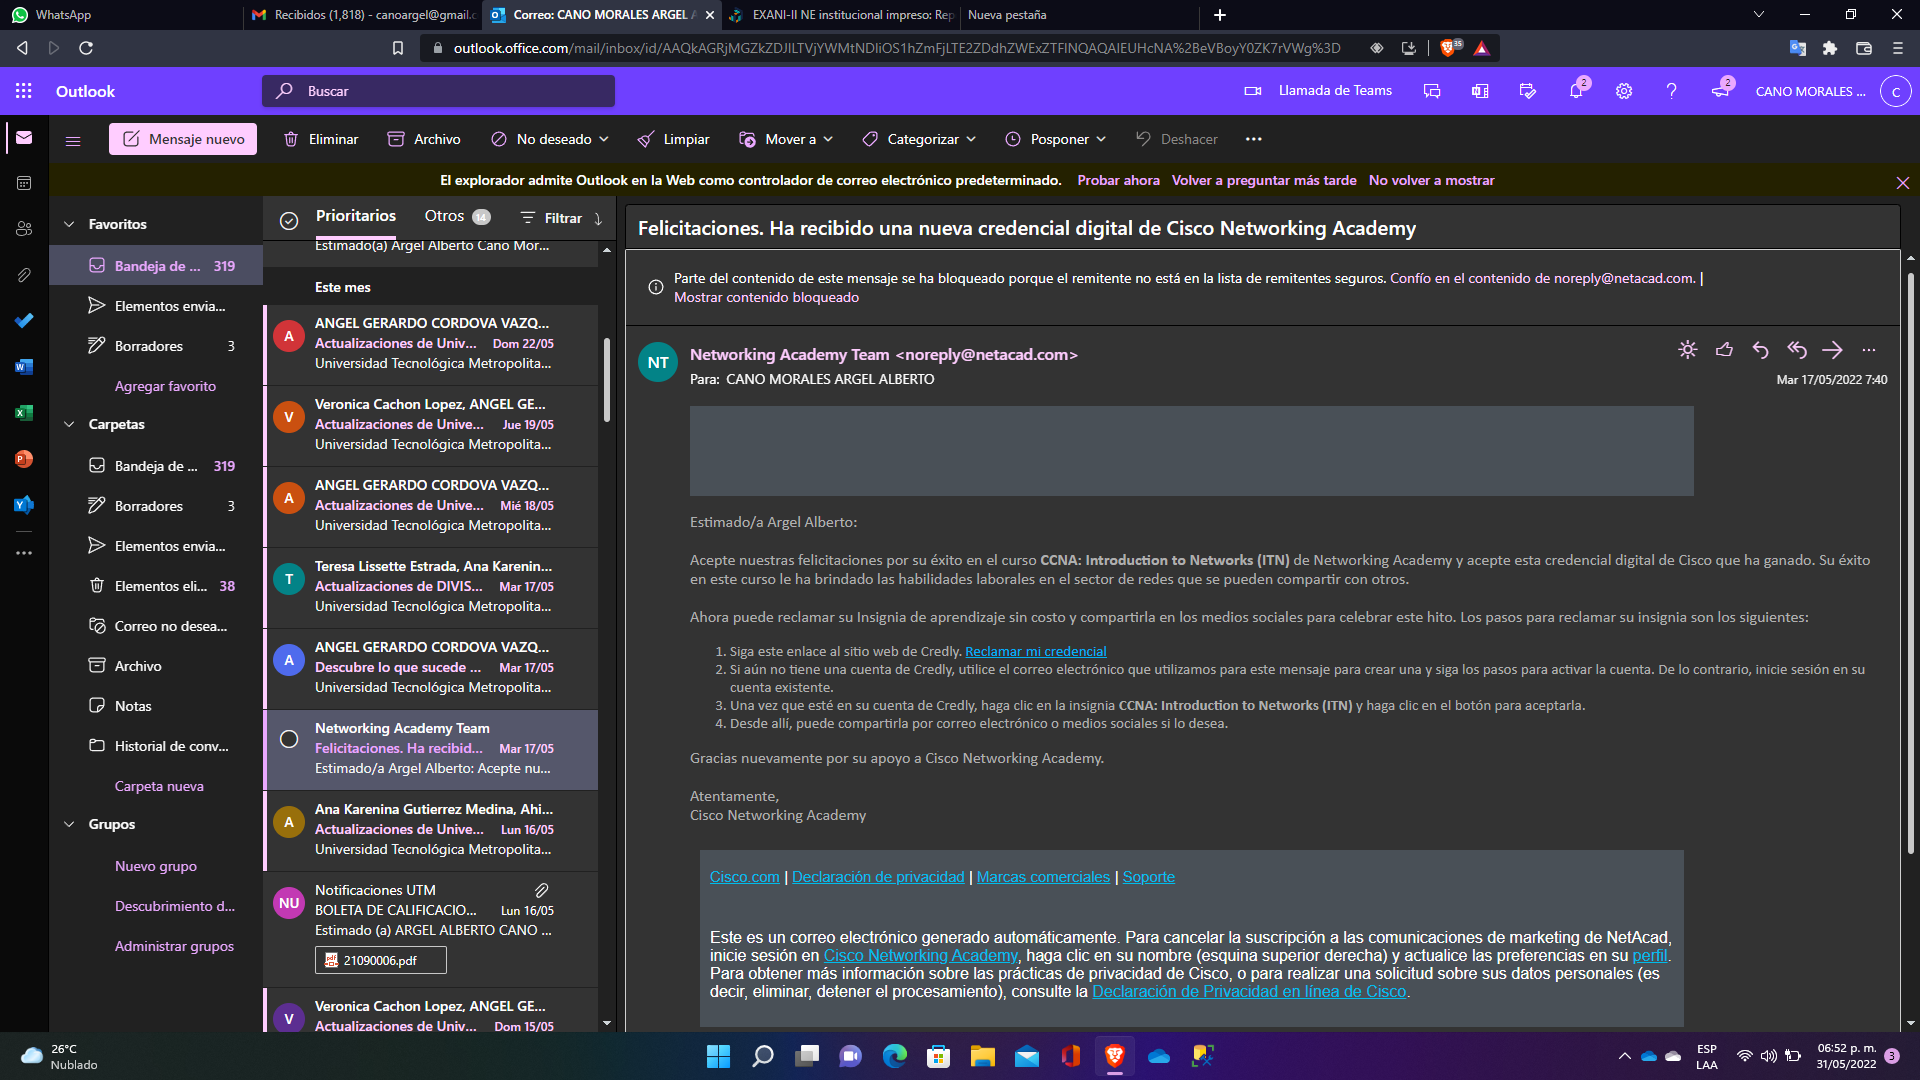 WhatsApp
Recibidos (1,818) - canoargel@gmail.c
Correo: CANO MORALES ARGEL A
EXANI-II NE institucional impreso: Rep
Nueva pestaña
outlook.office.com/mail/inbox/id/AAQkAGRjMGZkZDJlLTVjYWMtNDliOS1hZmFjLTE2ZDdhZWExZTFlNQAQAIEUHcNA%2BeVBoyY0ZK7rVWg%3D
35
Outlook
Buscar
Llamada de Teams
2
2
CANO MORALES ...
C
Mensaje nuevo
Eliminar
Archivo
No deseado
Limpiar
Mover a
Categorizar
Posponer
Deshacer
El explorador admite Outlook en la Web como controlador de correo electrónico predeterminado. Probar ahora Volver a preguntar más tarde No volver a mostrar
Favoritos
Bandeja de ... 319
Elementos envia...
Borradores 3
Agregar favorito
Carpetas
Bandeja de ... 319
Borradores 3
Elementos envia...
Elementos eli... 38
Correo no desea...
Archivo
Notas
Historial de conv...
Carpeta nueva
Grupos
Nuevo grupo
Descubrimiento d...
Administrar grupos
Prioritarios
Otros 14
Filtrar
Estimado(a) Argel Alberto Cano Mor...
Este mes
A
ANGEL GERARDO CORDOVA VAZQ...
Actualizaciones de Univ... Dom 22/05
Universidad Tecnológica Metropolita...
V
Veronica Cachon Lopez, ANGEL GE...
Actualizaciones de Unive... Jue 19/05
Universidad Tecnológica Metropolita...
A
ANGEL GERARDO CORDOVA VAZQ...
Actualizaciones de Unive... Mié 18/05
Universidad Tecnológica Metropolita...
T
Teresa Lissette Estrada, Ana Karenin...
Actualizaciones de DIVIS... Mar 17/05
Universidad Tecnológica Metropolita...
A
ANGEL GERARDO CORDOVA VAZQ...
Descubre lo que sucede ... Mar 17/05
Universidad Tecnológica Metropolita...
Networking Academy Team
Felicitaciones. Ha recibid... Mar 17/05
Estimado/a Argel Alberto: Acepte nu...
A
Ana Karenina Gutierrez Medina, Ahi...
Actualizaciones de Unive... Lun 16/05
Universidad Tecnológica Metropolita...
NU
Notificaciones UTM
BOLETA DE CALIFICACIO... Lun 16/05
Estimado (a) ARGEL ALBERTO CANO ...
21090006.pdf
V
Veronica Cachon Lopez, ANGEL GE...
Actualizaciones de Univ... Dom 15/05
Felicitaciones. Ha recibido una nueva credencial digital de Cisco Networking Academy
Parte del contenido de este mensaje se ha bloqueado porque el remitente no está en la lista de remitentes seguros. Confío en el contenido de noreply@netacad.com. |
Mostrar contenido bloqueado
NT
Networking Academy Team <noreply@netacad.com>
Para: CANO MORALES ARGEL ALBERTO
Mar 17/05/2022 7:40
Estimado/a Argel Alberto:
Acepte nuestras felicitaciones por su éxito en el curso CCNA: Introduction to Networks (ITN) de Networking Academy y acepte esta credencial digital de Cisco que ha ganado. Su éxito
en este curso le ha brindado las habilidades laborales en el sector de redes que se pueden compartir con otros.
Ahora puede reclamar su Insignia de aprendizaje sin costo y compartirla en los medios sociales para celebrar este hito. Los pasos para reclamar su insignia son los siguientes:
1. Siga este enlace al sitio web de Credly. Reclamar mi credencial
2. Si aún no tiene una cuenta de Credly, utilice el correo electrónico que utilizamos para este mensaje para crear una y siga los pasos para activar la cuenta. De lo contrario, inicie sesión en su
cuenta existente.
3. Una vez que esté en su cuenta de Credly, haga clic en la insignia CCNA: Introduction to Networks (ITN) y haga clic en el botón para aceptarla.
4. Desde allí, puede compartirla por correo electrónico o medios sociales si lo desea.
Gracias nuevamente por su apoyo a Cisco Networking Academy.
Atentamente,
Cisco Networking Academy
Cisco.com | Declaración de privacidad | Marcas comerciales | Soporte
Este es un correo electrónico generado automáticamente. Para cancelar la suscripción a las comunicaciones de marketing de NetAcad,
inicie sesión en Cisco Networking Academy, haga clic en su nombre (esquina superior derecha) y actualice las preferencias en su perfil.
Para obtener más información sobre las prácticas de privacidad de Cisco, o para realizar una solicitud sobre sus datos personales (es
decir, eliminar, detener el procesamiento), consulte la Declaración de Privacidad en línea de Cisco.
26°C
Nublado
ESP
LAA
06:52 p. m.
31/05/2022
3